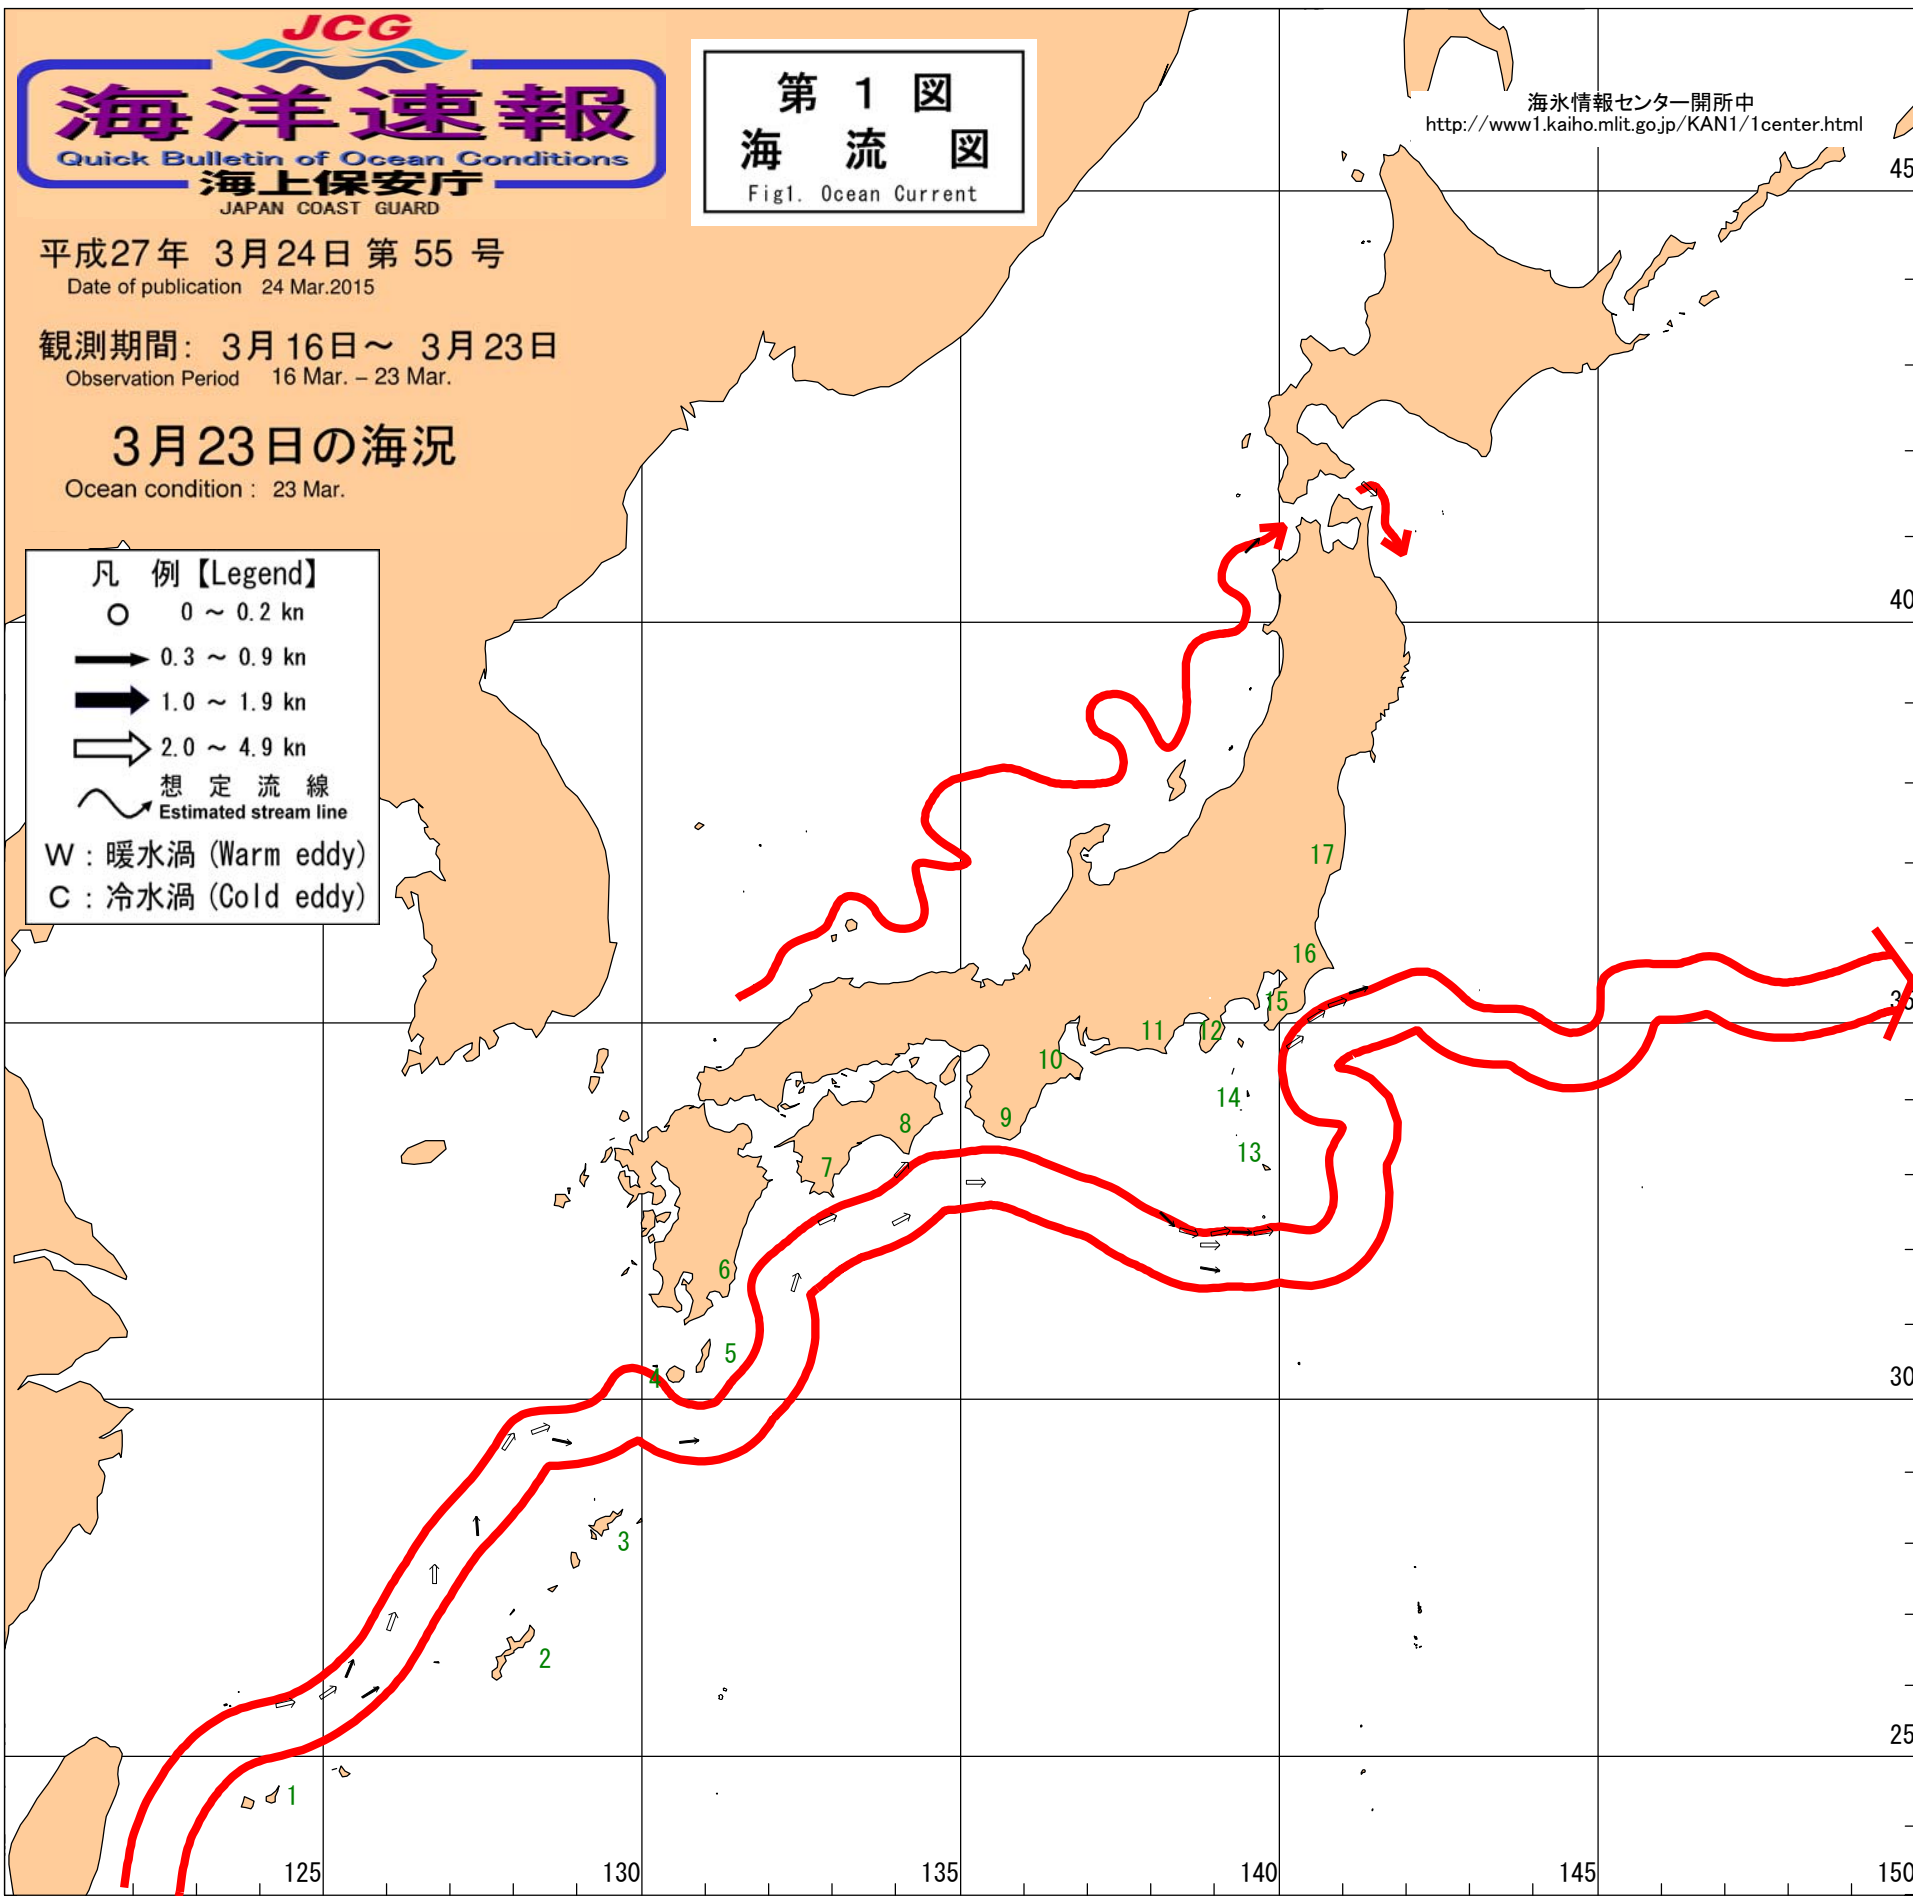 JCG
海洋速報
Quick Bulletin of Ocean Conditions
海上保安庁
JAPAN COAST GUARD
第 1 図
海 流 図
Fig1. Ocean Current
海氷情報センター開所中
http://www1.kaiho.mlit.go.jp/KAN1/1center.html
平成27年 3月24日 第 55 号
Date of publication 24 Mar.2015
観測期間: 3月16日～ 3月23日
Observation Period 16 Mar. – 23 Mar.
3月23日の海況
Ocean condition : 23 Mar.
凡 例【Legend】
0 ～ 0.2 kn
0.3 ～ 0.9 kn
1.0 ～ 1.9 kn
2.0 ～ 4.9 kn
想 定 流 線
Estimated stream line
W : 暖水渦 (Warm eddy)
C : 冷水渦 (Cold eddy)
45
40
17
16
35
15
12
11
10
14
9
8
13
7
6
5
4
30
3
2
25
1
125
130
135
140
145
150